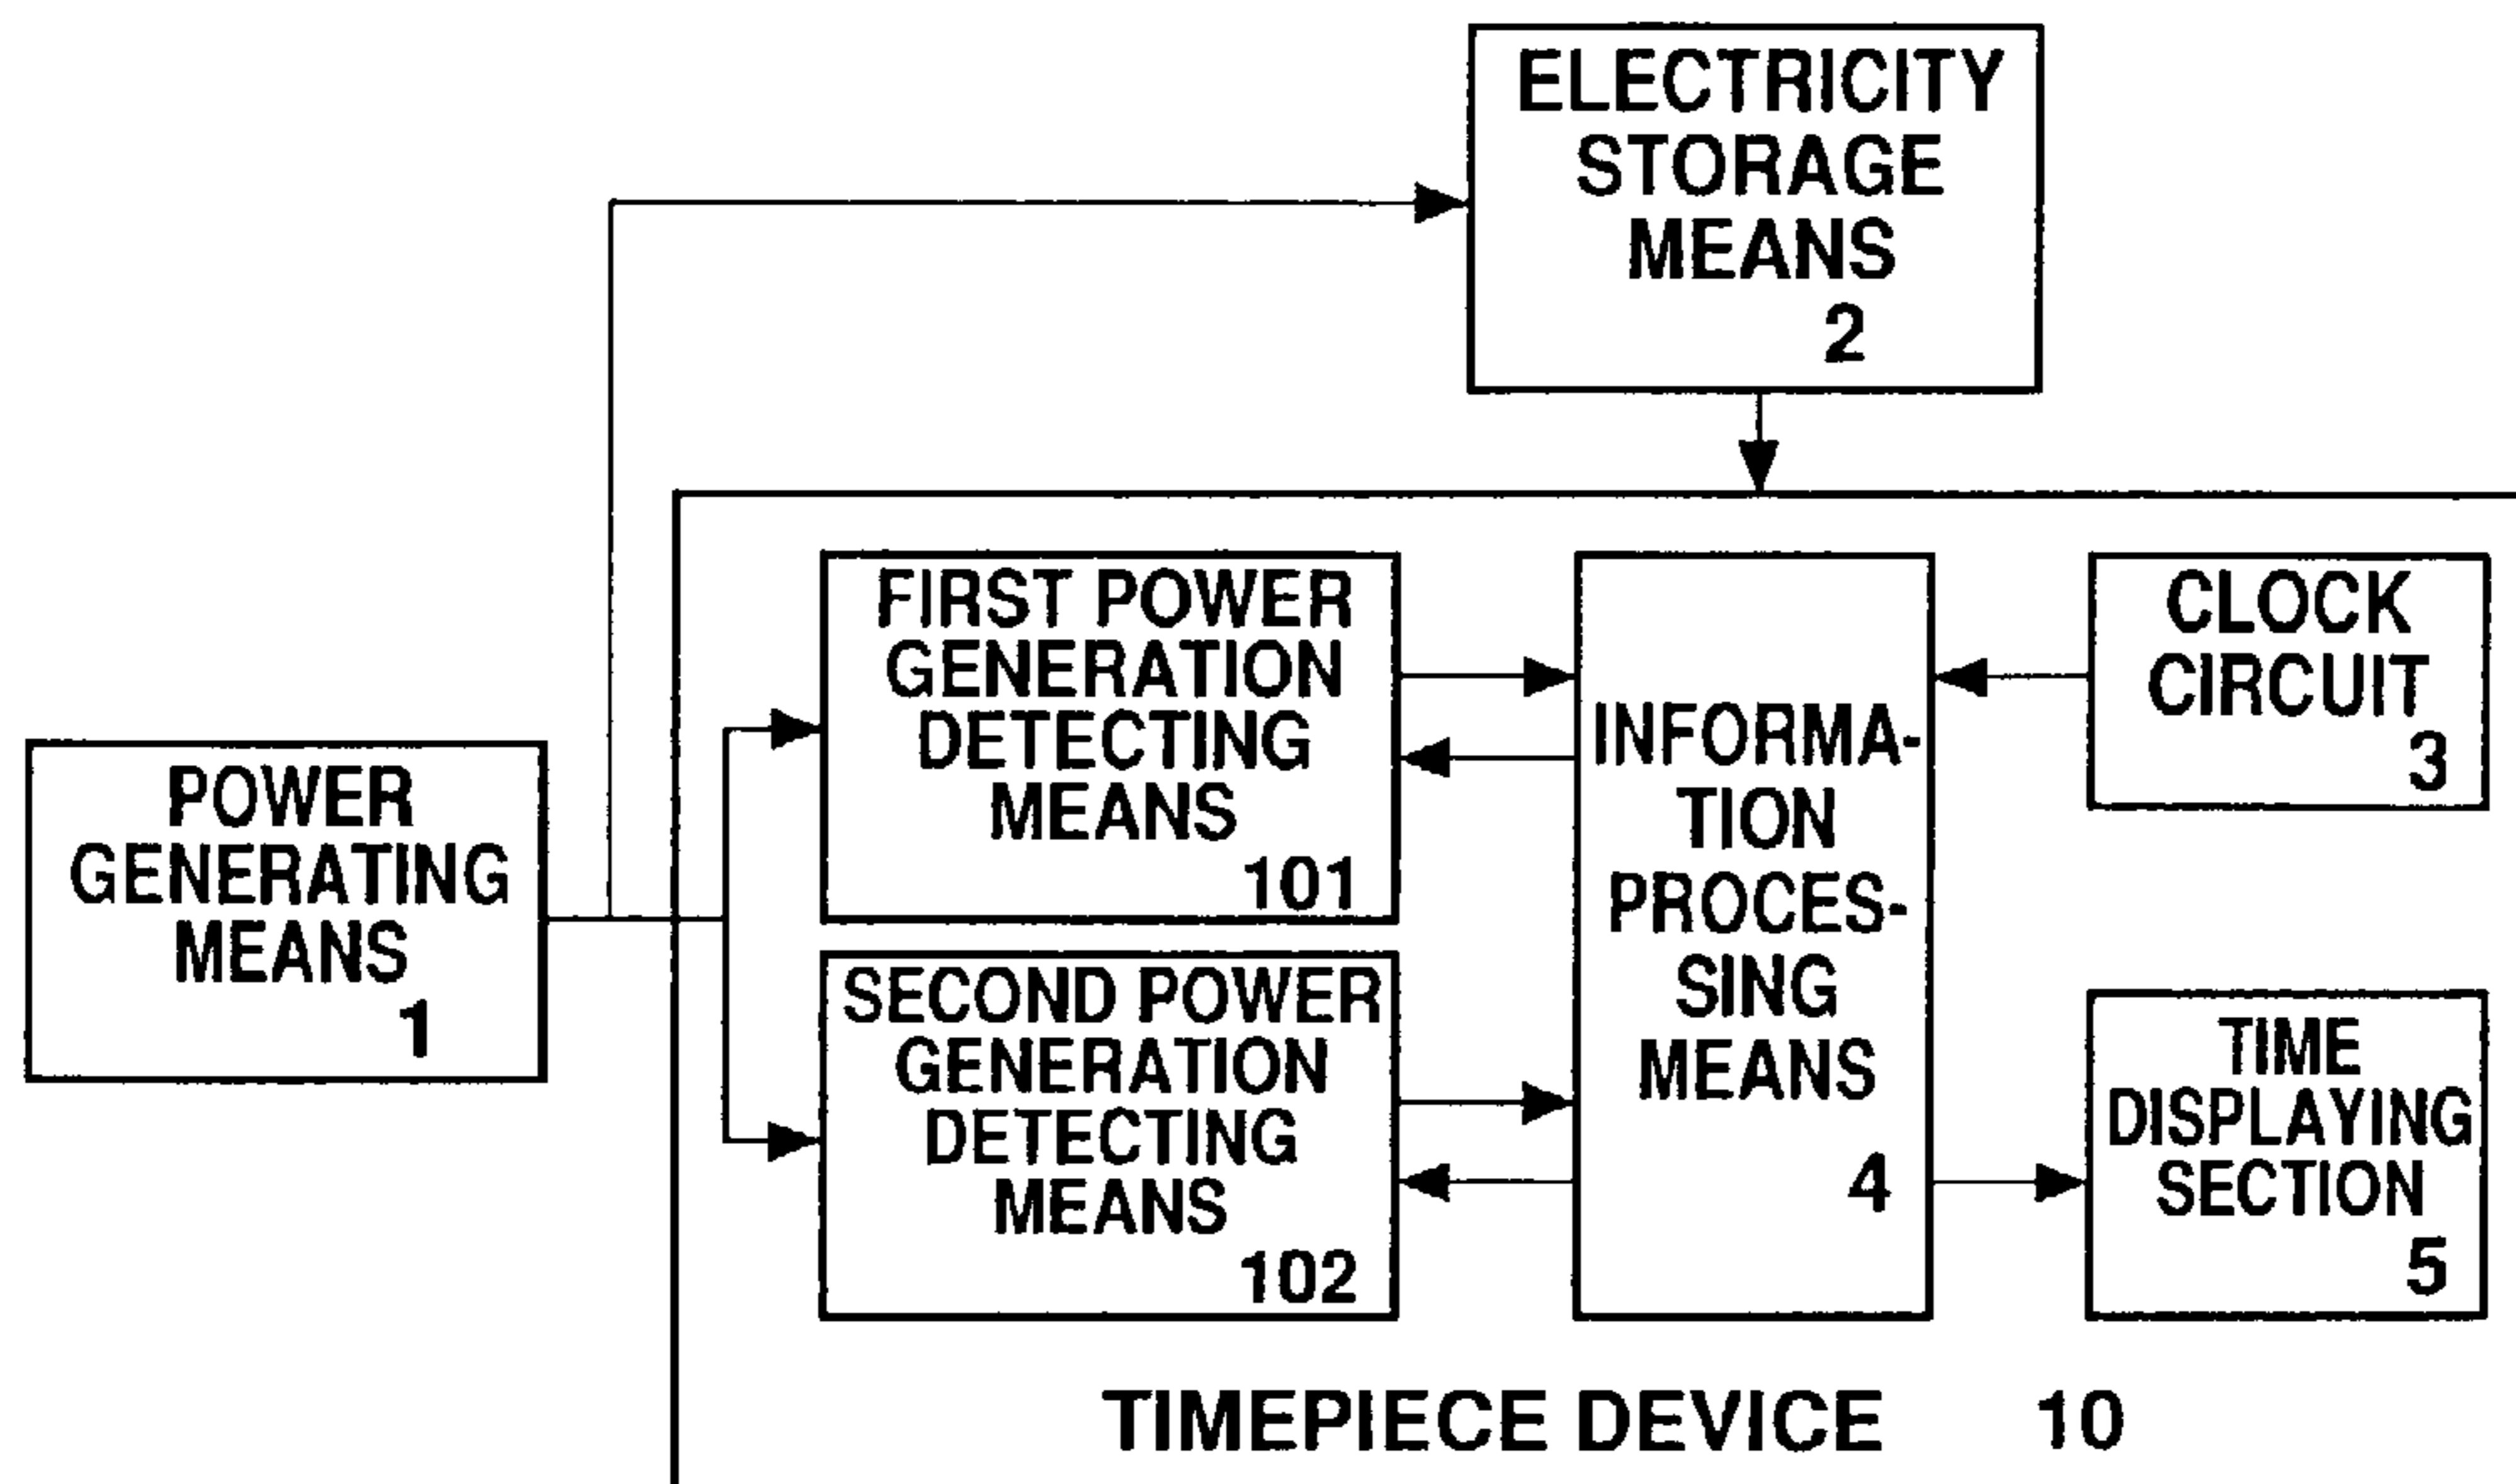 ELECTRICITY
STORAGE
MEANS
2
FIRST POWER
GENERATION
DETECTING
MEANS
101
INFORMA-
TION
PROCES-
SING
MEANS
4
CLOCK
CIRCUIT
3
POWER
GENERATING
MEANS
1
SECOND POWER
GENERATION
DETECTING
MEANS
102
TIME
DISPLAYING
SECTION
5
TIMEPIECE DEVICE 10